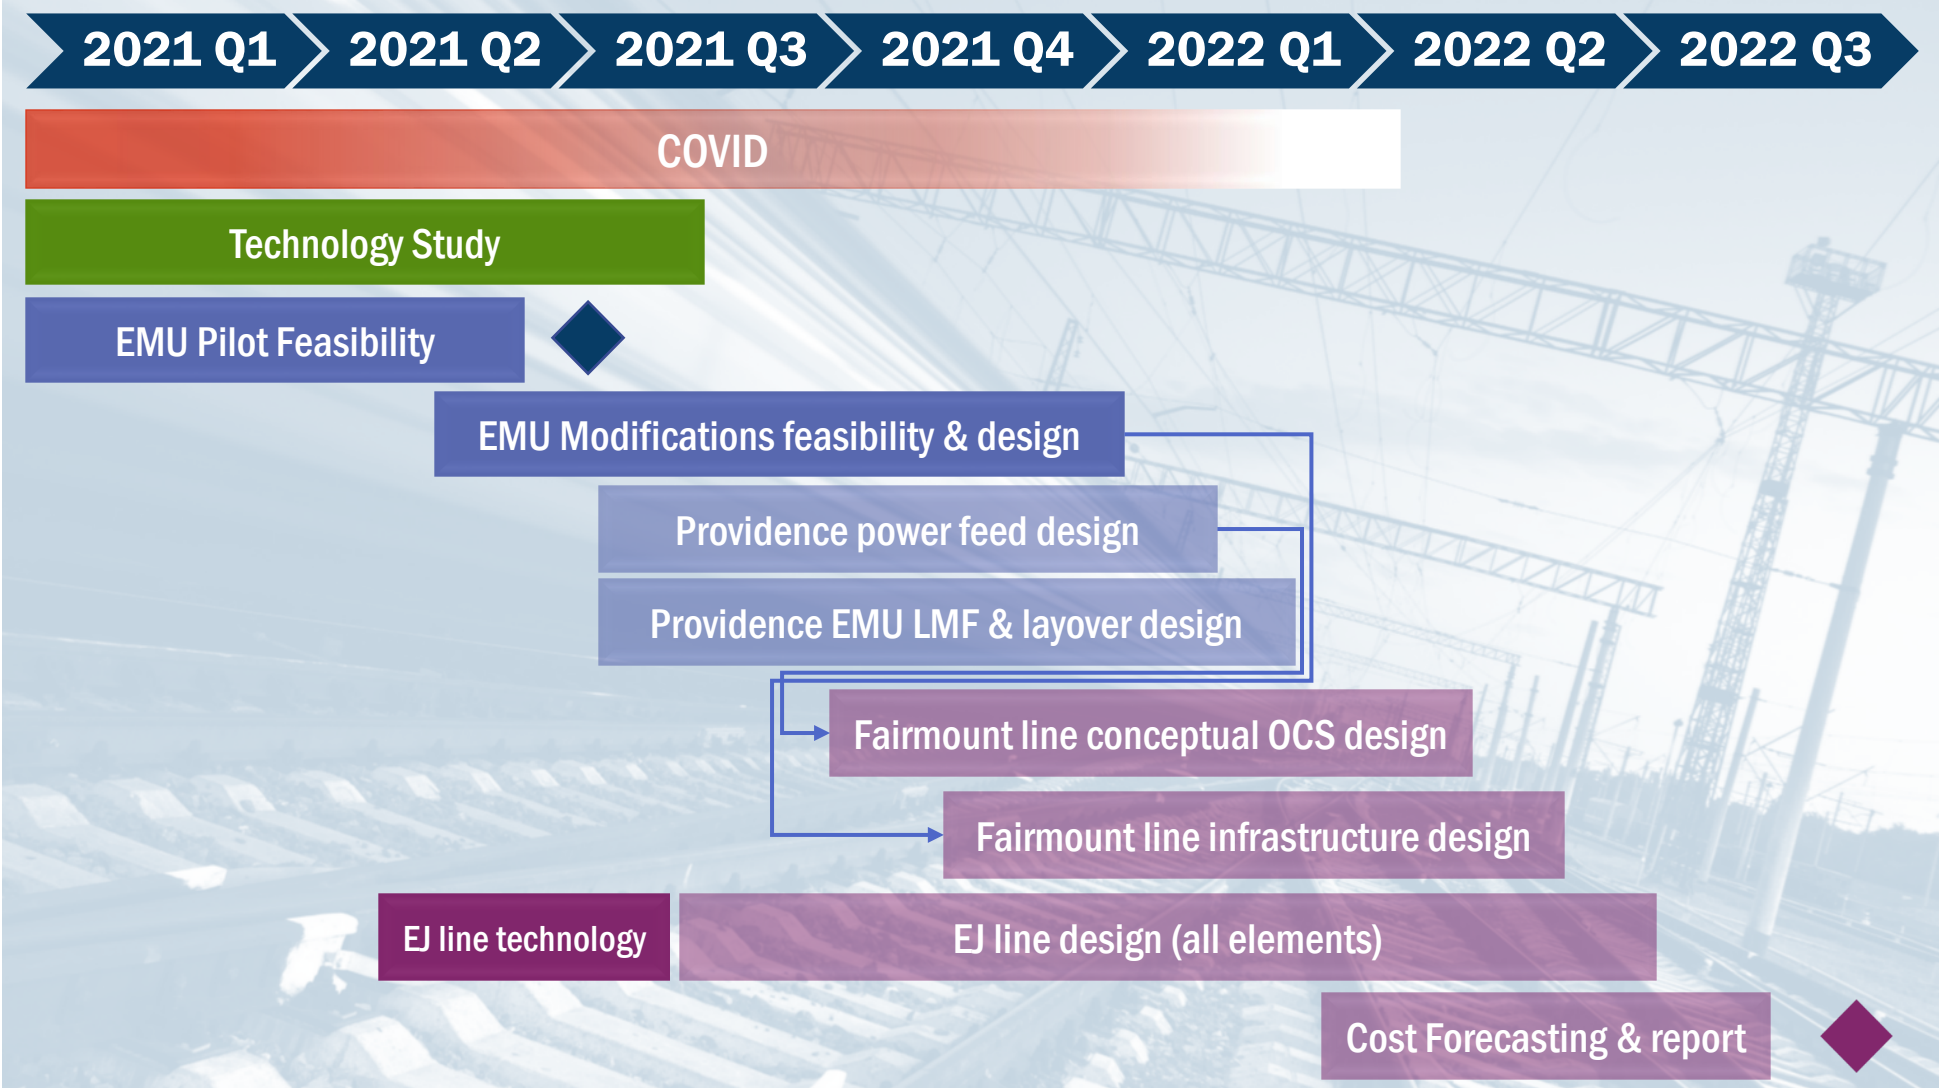 2021 Q1
2021 Q2
2021 Q3
2021 Q4
2022 Q1
2022 Q2
2022 Q3
COVID
Technology Study
EMU Pilot Feasibility
EMU Modifications feasibility & design
Providence power feed design
Providence EMU LMF & layover design
Fairmount line conceptual OCS design
Fairmount line infrastructure design
EJ line technology
EJ line design (all elements)
Cost Forecasting & report